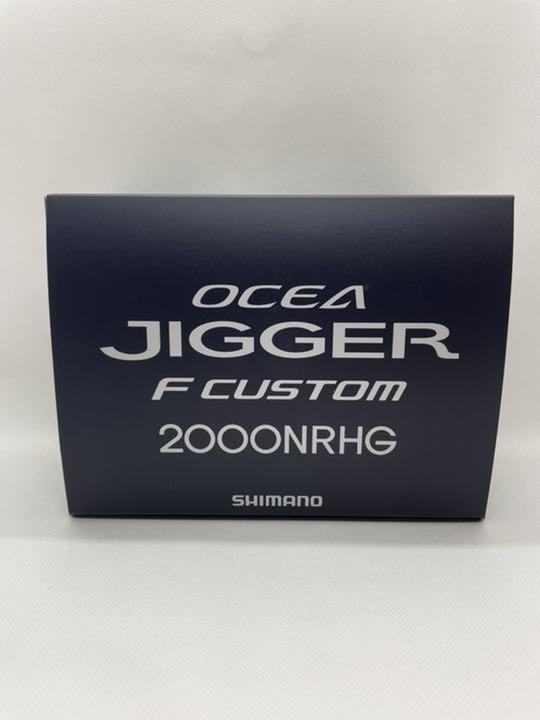 OCEA
JIGGER
F CUSTOM
2000NRHG
SHIMANO